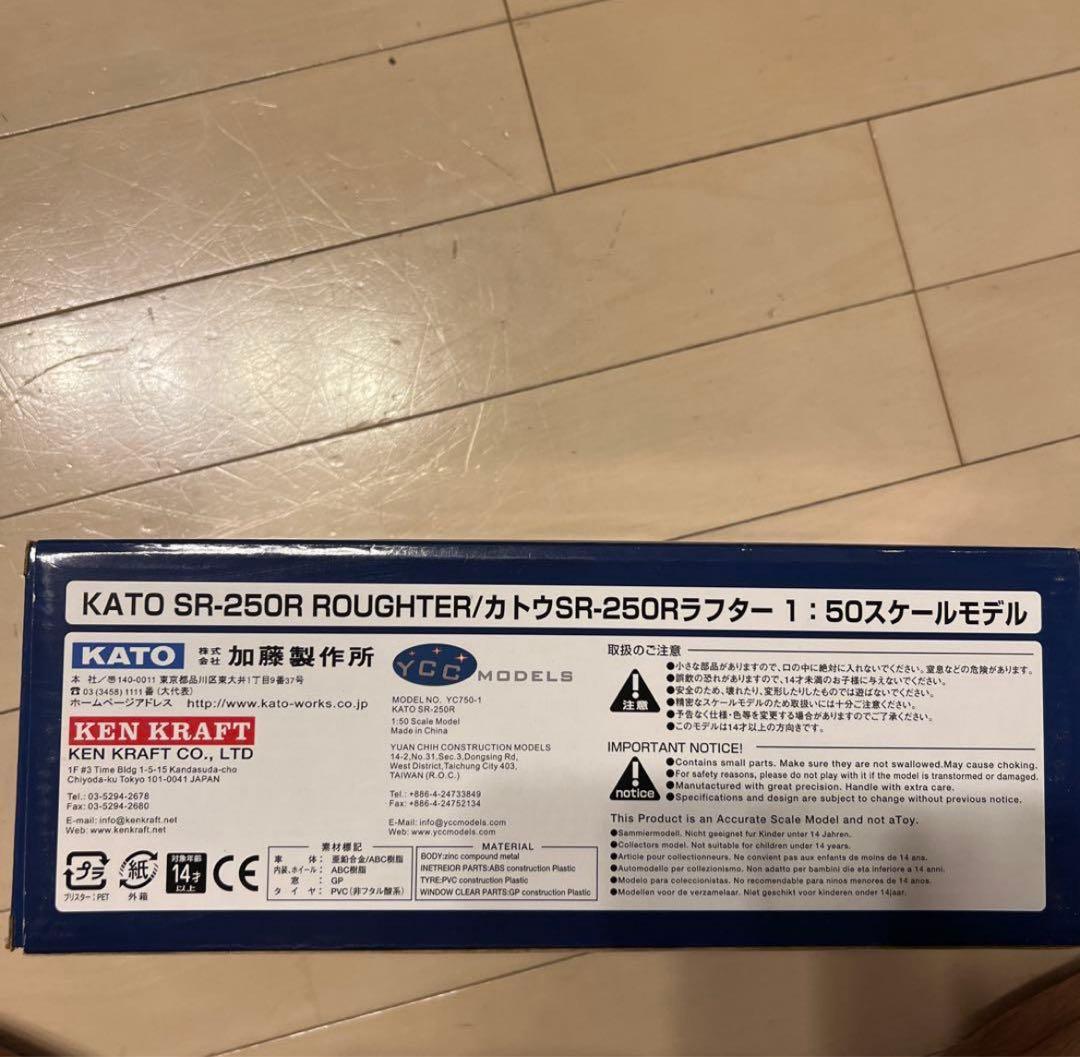 KATO SR-250R ROUGHTER/カトウSR-250Rラフター 1：50スケールモデル
KATO 株式会社 加藤製作所
本 社/〠140-0011 東京都品川区東大井1丁目9番37号
☎03(3458)1111番(大代表)
ホームページアドレス http://www.kato-works.co.jp
KEN KRAFT
KEN KRAFT CO., LTD
1F #3 Time Bldg 1-5-15 Kandasuda-cho
Chiyoda-ku Tokyo 101-0041 JAPAN
Tel.: 03-5294-2678
Fax: 03-5294-2680
E-mail: info@kenkraft.net
Web: www.kenkraft.net
プラ
ブリスター：PET
紙
外箱
対象年齢
14才
以上
CE
素材標記
車 体： 亜鉛合金/ABC樹脂
内装、ホイール： ABC樹脂
窓 ： GP
タ イ ヤ： PVC(非フタル酸系)
YCC MODELS
MODEL NO. YC750-1
KATO SR-250R
1:50 Scale Model
Made in China
YUAN CHIH CONSTRUCTION MODELS
14-2,No.31,Sec.3,Dongsing Rd,
West District,Taichung City 403,
TAIWAN (R.O.C.)
Tel.: +886-4-24733849
Fax: +886-4-24752134
E-Mail: info@yccmodels.com
Web: www.yccmodels.com
MATERIAL
BODY:zinc compound metal
INETREIOR PARTS:ABS construction Plastic
TYRE:PVC construction Plastic
WINDOW CLEAR PARTS:GP construction Plastic
取扱のご注意
注意
●小さな部品がありますので、口の中に絶対に入れないでください。窒息などの危険があります。
●誤飲の恐れがありますので、14才未満のお子様に与えないでください。
●安全のため、壊れたり、変形したりしたものでは遊ばないでください。
●精密なスケールモデルのため取扱いには十分ご注意ください。
●予告なく仕様・色等を変更する場合がありますのでご了承ください。
●このモデルは14才以上の方向きです。
IMPORTANT NOTICE!
notice
●Contains small parts. Make sure they are not swallowed.May cause choking.
●For safety reasons, please do not play with it if the model is transformed or damaged.
●Manufactured with great precision. Handle with extra care.
●Specifications and design are subject to change without previous notice.
This Product is an Accurate Scale Model and not aToy.
●Sammlermodell. Nicht geeignet fur Kinder unter 14 Jahren.
●Collectors model. Not suitable for children under 14 years.
●Article pour collectionneurs. Ne convient pas aux enfants de moins de 14 ans.
●Automodello per collezionismo. Non adatto per bambini die eta inferiore a 14 anni.
●Modelo para coleccionistas. No recomendable para ninos menores de 14 anos.
●Modellen voor de verzamelaar. Niet geschikt voor kinderen onder 14jaar.